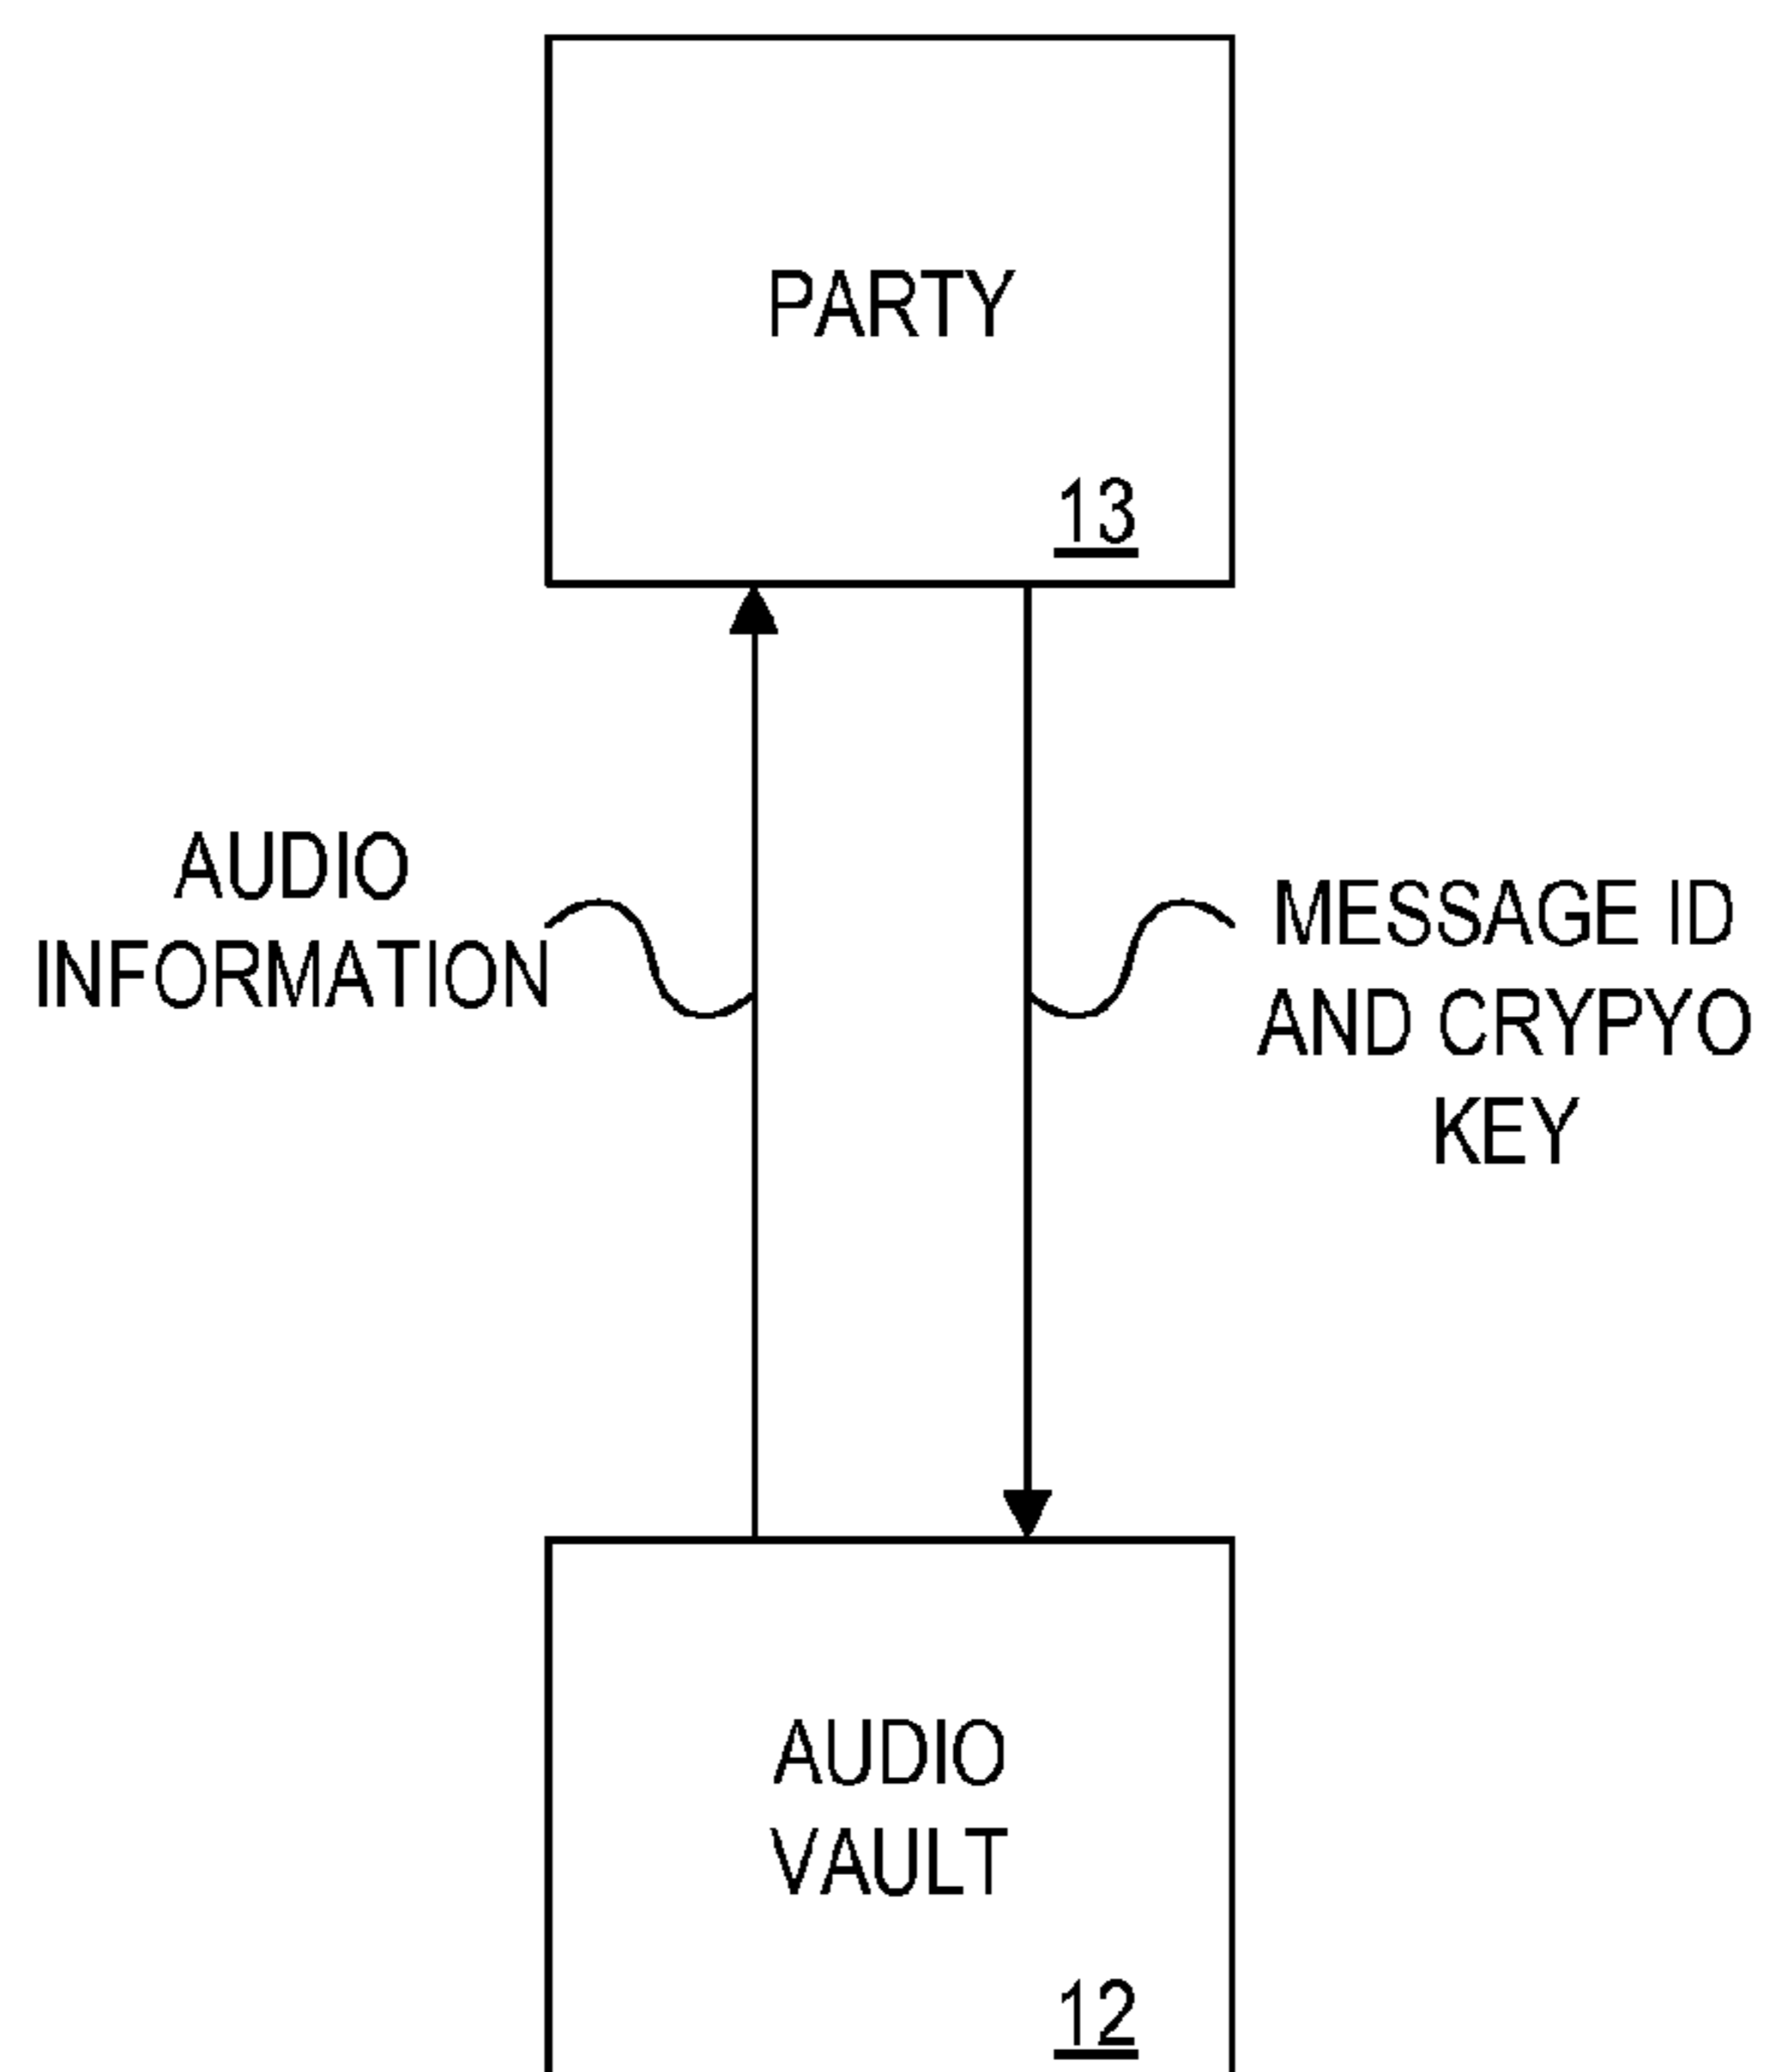 PARTY
13
AUDIO
INFORMATION
MESSAGE ID
AND CRYPYO
KEY
AUDIO
VAULT
12